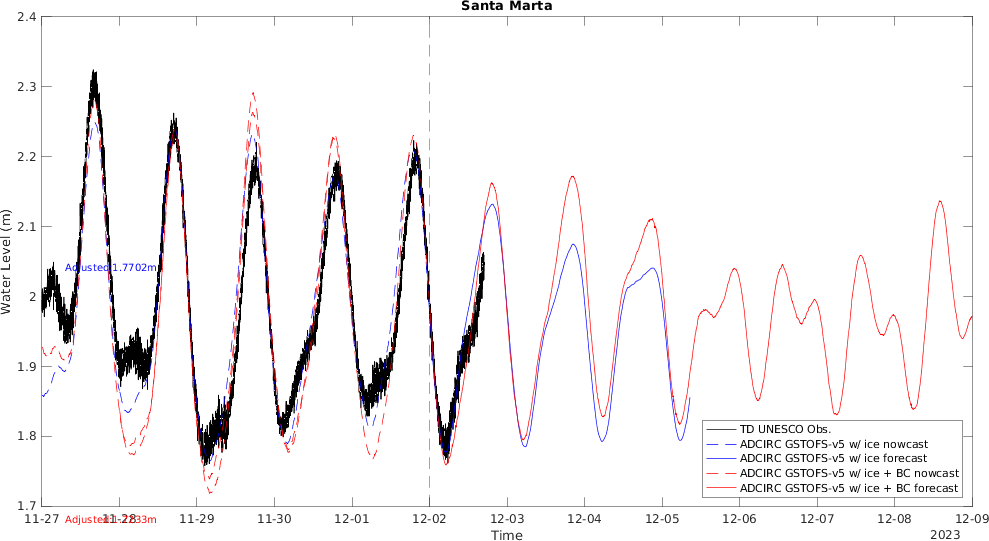 Santa Marta
2.4
2.3
2.2
2.1
2
1.9
1.8
1.7
Water Level (m)
Adjusted 1.7702m
TD UNESCO Obs.
ADCIRC GSTOFS-v5 w/ ice nowcast
ADCIRC GSTOFS-v5 w/ ice forecast
ADCIRC GSTOFS-v5 w/ ice + BC nowcast
ADCIRC GSTOFS-v5 w/ ice + BC forecast
11-27 11-28 11-29 11-30 12-01 12-02 12-03 12-04 12-05 12-06 12-07 12-08 12-09
Time
2023